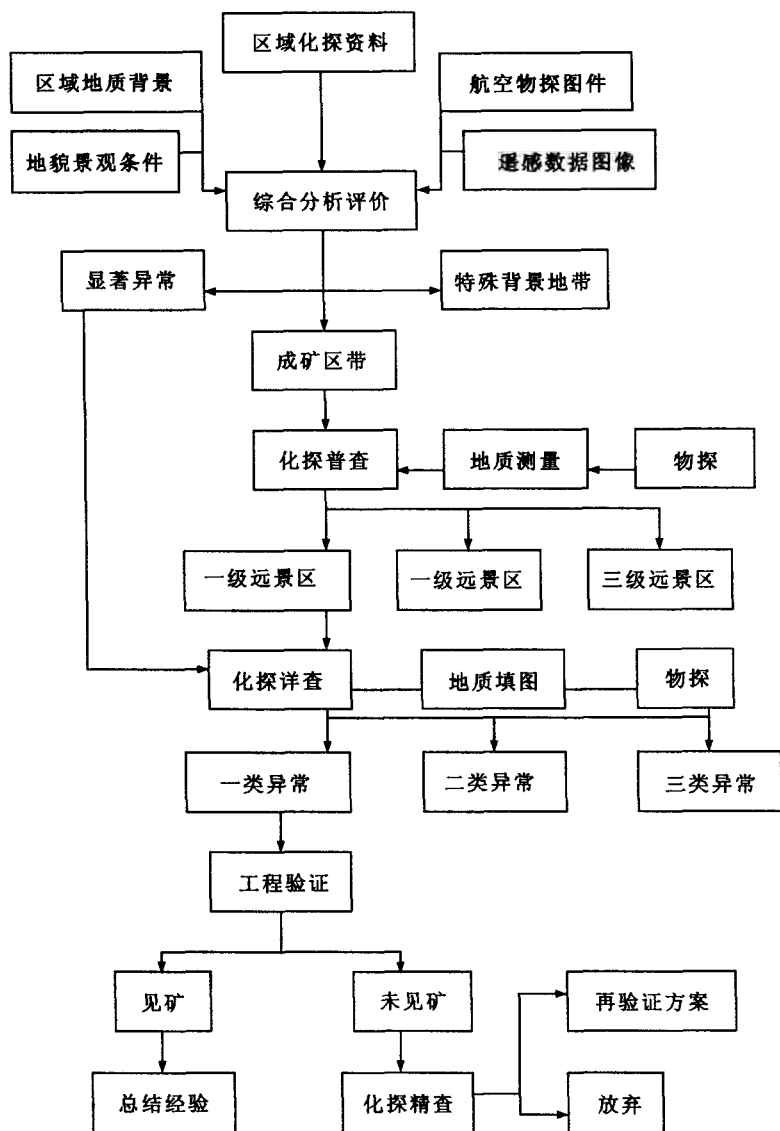 区域化探资料
区域地质背景
航空物探图件
地貌景观条件
遥感数据图像
综合分析评价
显著异常
特殊背景地带
成矿区带
化探普查
地质测量
物探
一级远景区
一级远景区
三级远景区
化探详查
地质填图
物探
一类异常
二类异常
三类异常
工程验证
见矿
未见矿
再验证方案
总结经验
化探精查
放弃